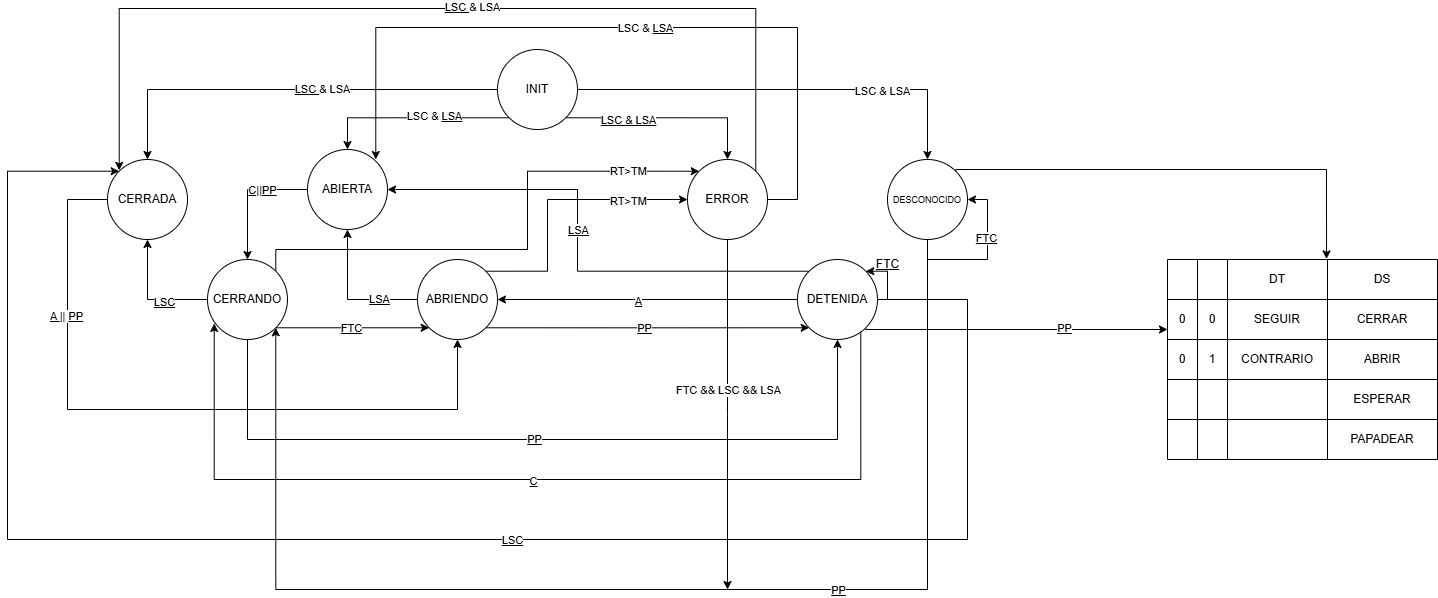 LSC & LSA
LSC & LSA
INIT
LSC & LSA
LSC & LSA
LSC & LSA
LSC & LSA
CERRADA
ABIERTA
ERROR
DESCONOCIDO
C||PP
RT>TM
RT>TM
LSA
FTC
FTC
CERRANDO
ABRIENDO
DETENIDA
LSC
LSA
A
A || PP
FTC
PP
PP
DT
DS
0
0
SEGUIR
CERRAR
0
1
CONTRARIO
ABRIR
ESPERAR
PAPADEAR
FTC && LSC && LSA
PP
C
LSC
PP